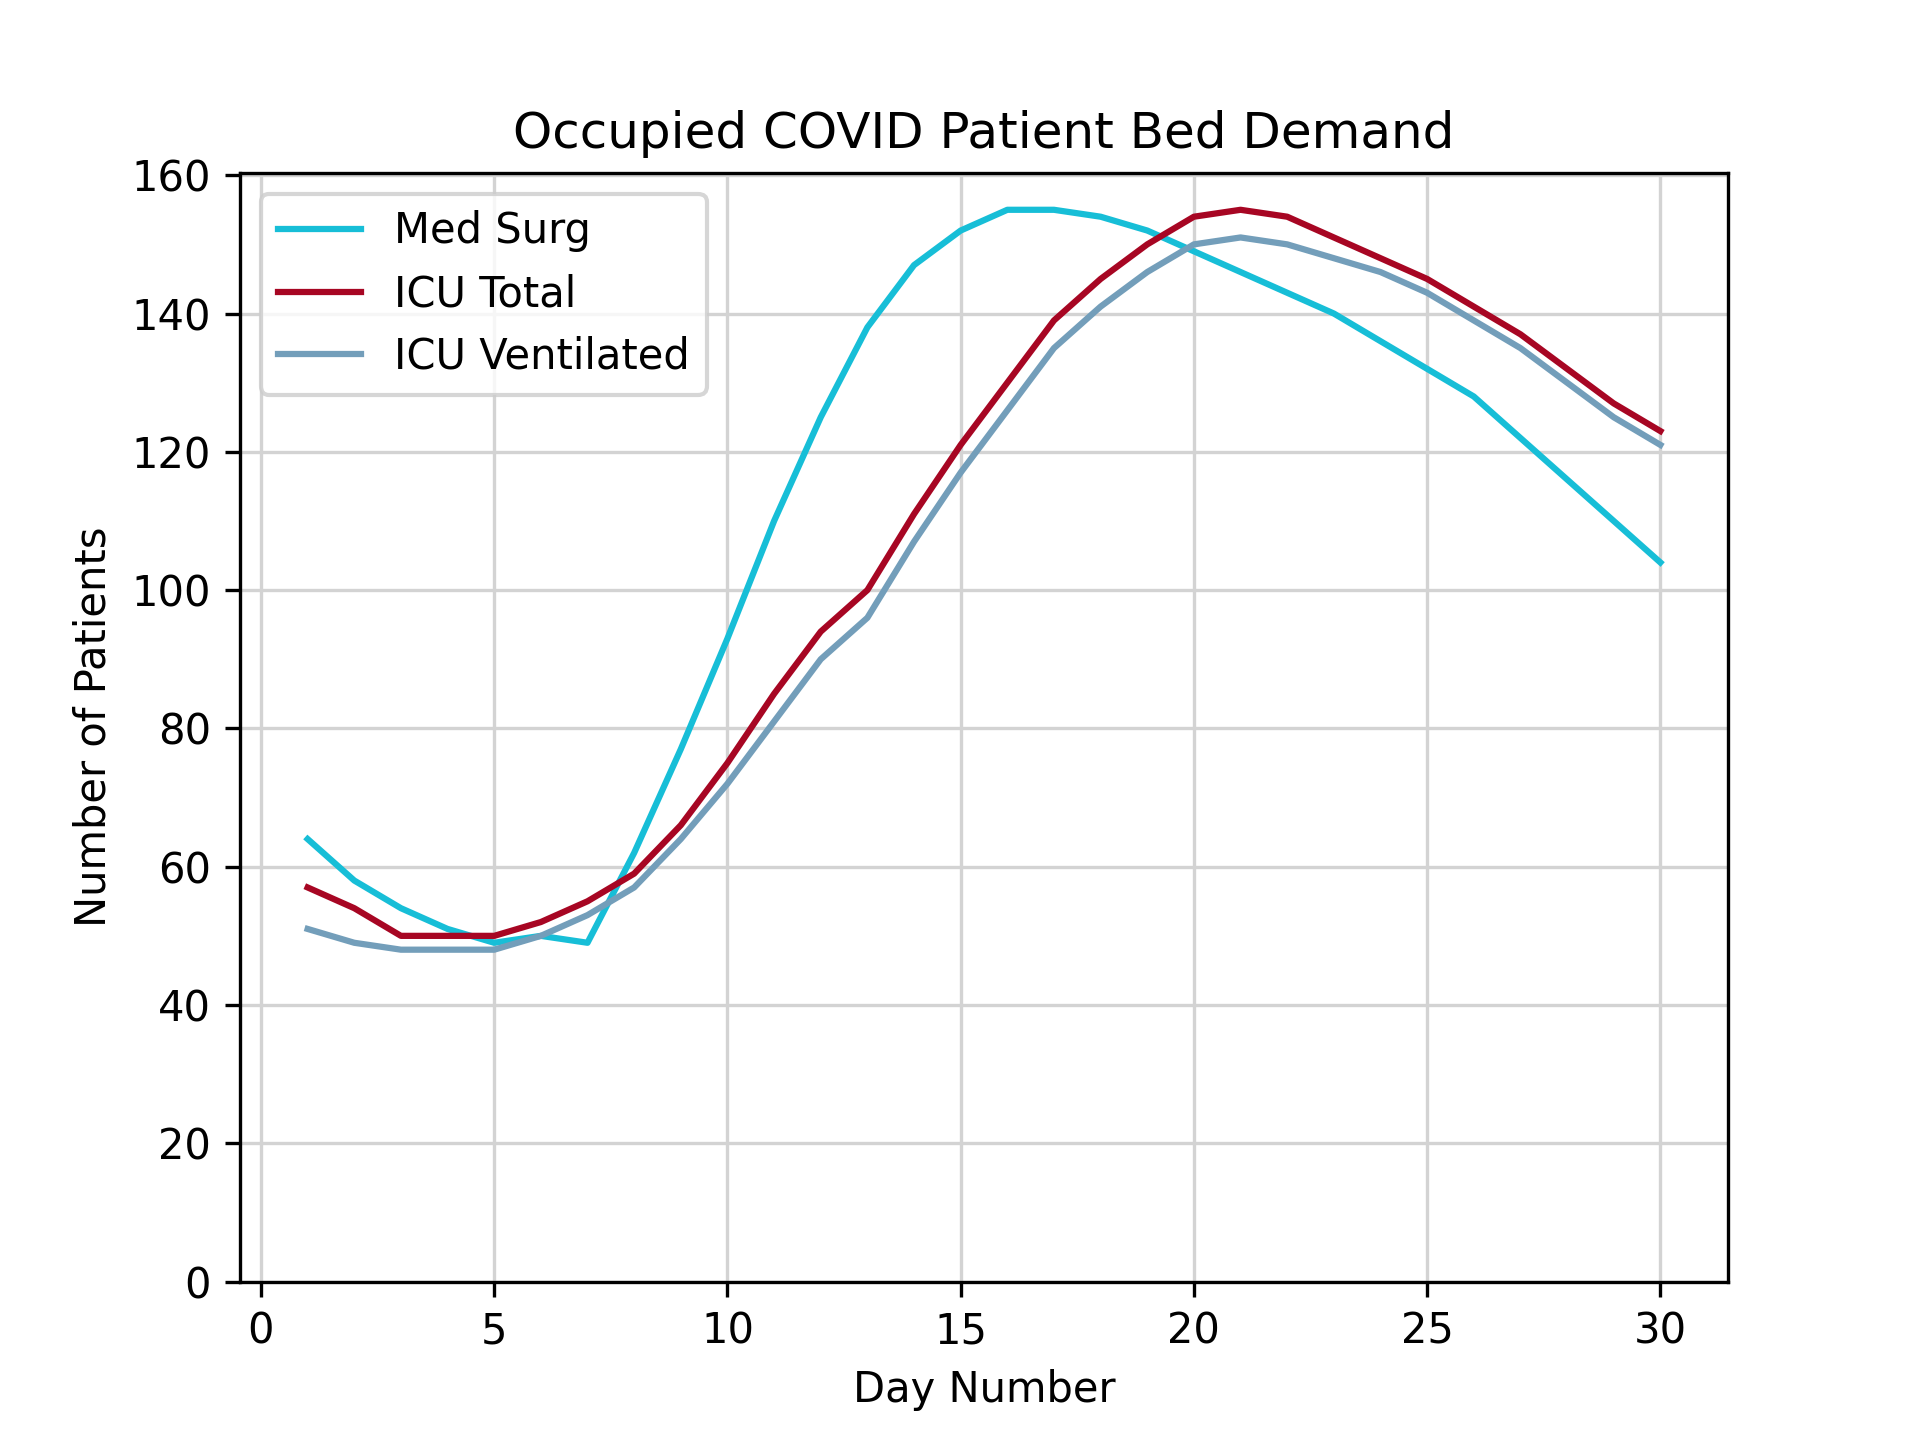 Occupied COVID Patient Bed Demand
160
140
120
100
80
60
40
20
0
Number of Patients
Med Surg
ICU Total
ICU Ventilated
0 5 10 15 20 25 30
Day Number